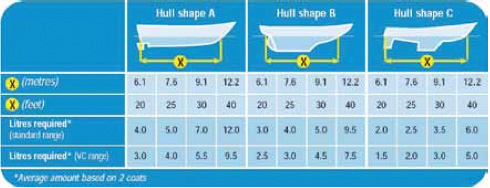 Hull shape A Hull shape B Hull shape C
X X X
X (metres) 6.1 7.6 9.1 12.2 6.1 7.6 9.1 12.2 6.1 7.6 9.1 12.2
X (feet) 20 25 30 40 20 25 30 40 20 25 30 40
Litres required* (standard range) 4.0 5.0 7.0 12.0 3.0 4.0 5.0 9.5 2.0 2.5 3.5 6.0
Litres required* (VC range) 3.0 4.0 5.5 9.5 2.5 3.0 4.5 7.5 1.5 2.0 3.0 5.0
*Average amount based on 2 coats